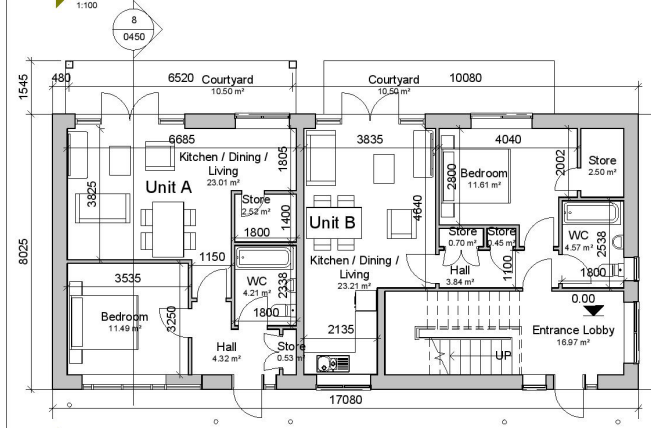 1:100
8
0450
1545
480
6520
Courtyard
10.50 m²
Courtyard
10.50 m²
10080
8025
6685
Kitchen / Dining /
Living
23.01 m²
1805
3825
Unit A
Store
2.52 m²
1400
1800
3835
4640
Unit B
Kitchen / Dining /
Living
23.21 m²
4040
2800
Bedroom
11.61 m²
2002
Store
2.50 m²
Store
0.70 m²
Store
0.45 m²
WC
4.57 m²
2538
1800
Hall
3.84 m²
1100
1150
3535
WC
4.21 m²
2338
1800
Bedroom
11.49 m²
3250
Hall
4.32 m²
Store
0.53 m²
2135
0.00
Entrance Lobby
16.97 m²
UP
17080